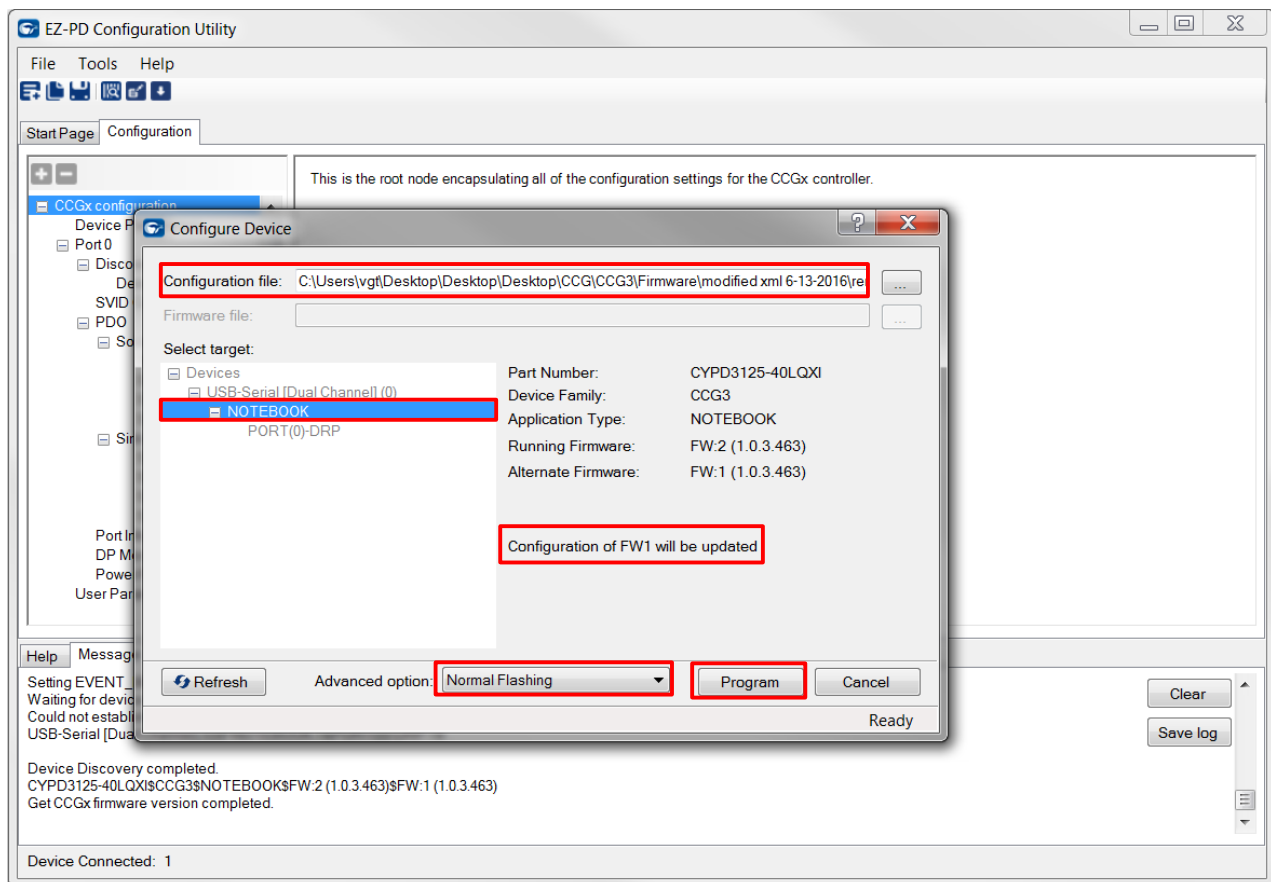 EZ-PD Configuration Utility
File Tools Help
Start Page Configuration
This is the root node encapsulating all of the configuration settings for the CCGx controller.
CCGx configuration
Device P
Port 0
Disco
De
SVID
PDO
So
Sin
Port In
DP Mo
Powe
User Par
Configure Device
Configuration file: C:\Users\vgt\Desktop\Desktop\Desktop\CCG\CCG3\Firmware\modified xml 6-13-2016\re
...
Firmware file:
...
Select target:
Devices
USB-Serial [Dual Channel] (0)
NOTEBOOK
PORT(0)-DRP
Part Number: CYPD3125-40LQXI
Device Family: CCG3
Application Type: NOTEBOOK
Running Firmware: FW:2 (1.0.3.463)
Alternate Firmware: FW:1 (1.0.3.463)
Configuration of FW1 will be updated
Refresh Advanced option: Normal Flashing Program Cancel
Ready
Help Messag
Setting EVENT_
Waiting for devic
Could not establi
USB-Serial [Dua
Device Discovery completed.
CYPD3125-40LQXI$CCG3$NOTEBOOK$FW:2 (1.0.3.463)$FW:1 (1.0.3.463)
Get CCGx firmware version completed.
Clear
Save log
Device Connected: 1